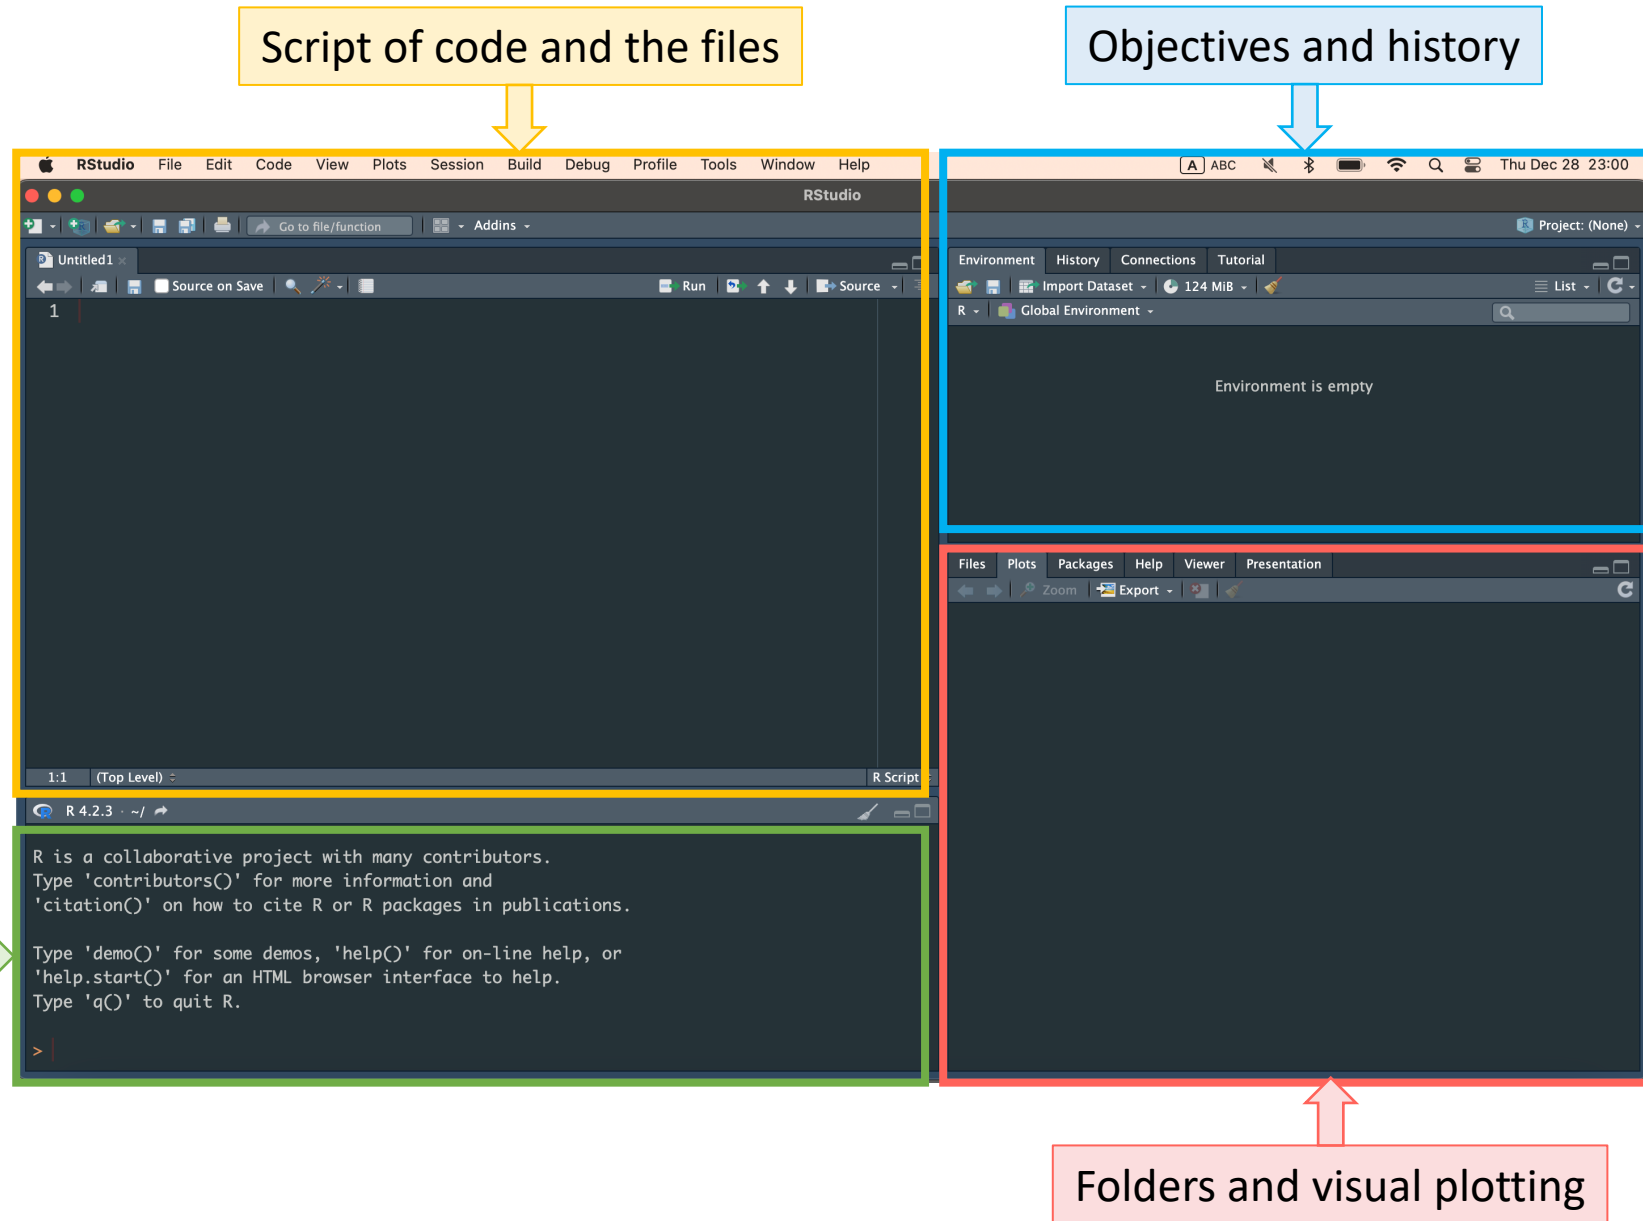 Script of code and the files
Objectives and history
RStudio File Edit Code View Plots Session Build Debug Profile Tools Window Help
A ABC Thu Dec 28 23:00
RStudio
Go to file/function Addins
Project: (None)
Untitled1
Source on Save Run Source
1
1:1 (Top Level) R Script
Environment History Connections Tutorial
Import Dataset 124 MiB List
R Global Environment
Environment is empty
Files Plots Packages Help Viewer Presentation
Zoom Export
R 4.2.3 · ~/
R is a collaborative project with many contributors.
Type 'contributors()' for more information and
'citation()' on how to cite R or R packages in publications.
Type 'demo()' for some demos, 'help()' for on-line help, or
'help.start()' for an HTML browser interface to help.
Type 'q()' to quit R.
>
Folders and visual plotting